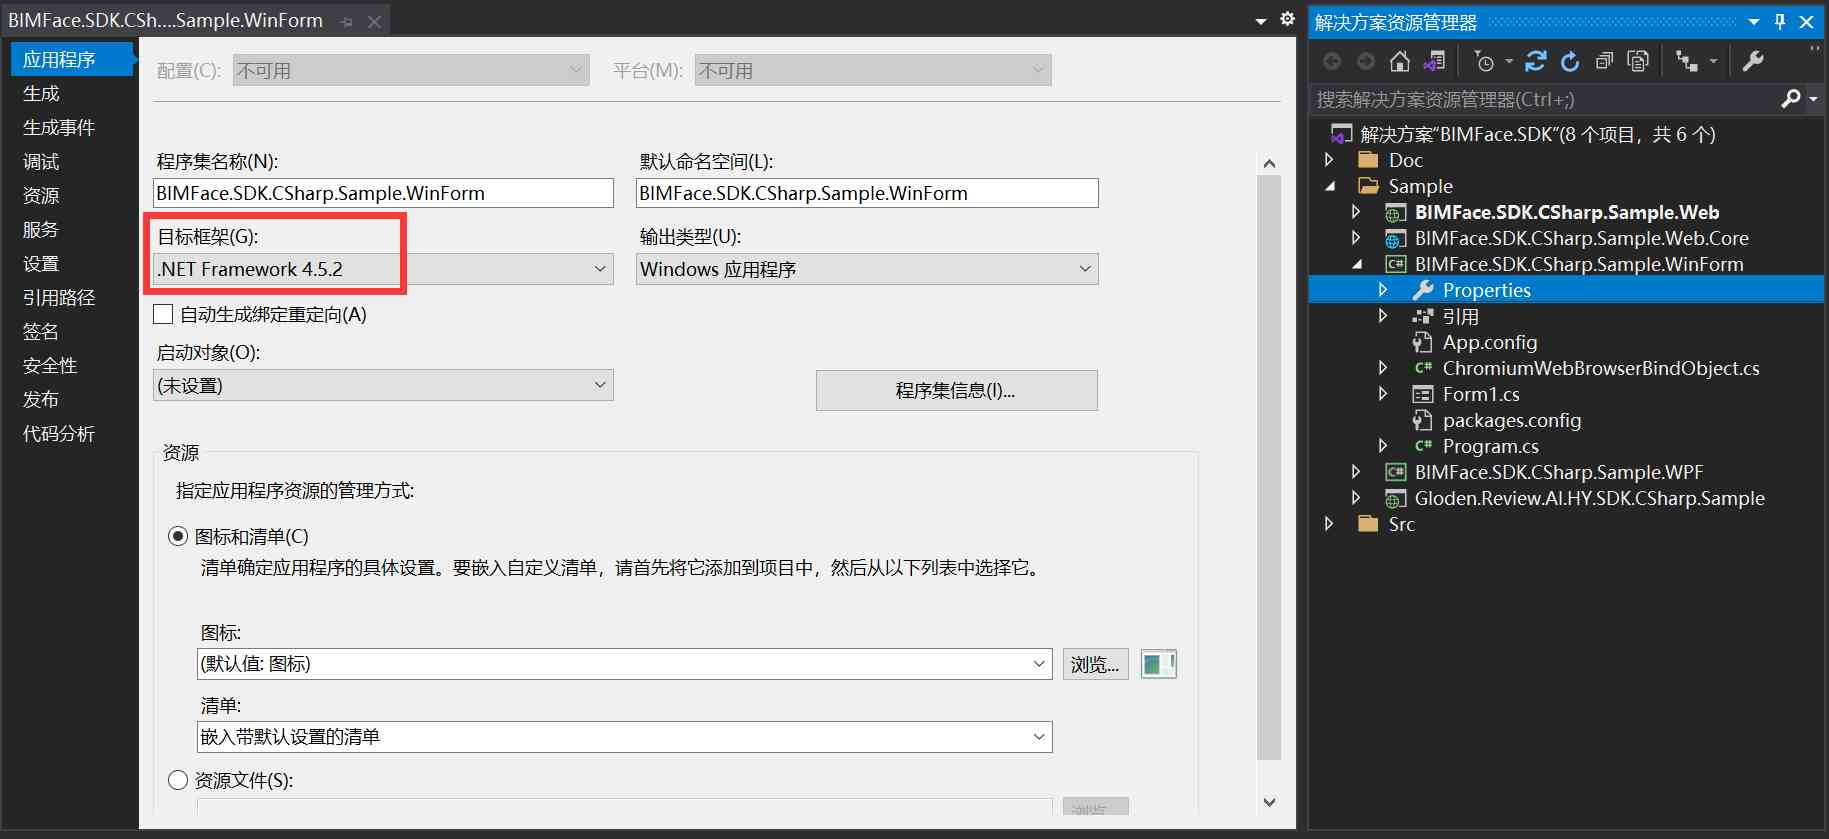 BIMFace.SDK.CSh....Sample.WinForm
应用程序
生成
生成事件
调试
资源
服务
设置
引用路径
签名
安全性
发布
代码分析
配置(C):
不可用
平台(M):
不可用
程序集名称(N):
BIMFace.SDK.CSharp.Sample.WinForm
默认命名空间(L):
BIMFace.SDK.CSharp.Sample.WinForm
目标框架(G):
.NET Framework 4.5.2
输出类型(U):
Windows 应用程序
自动生成绑定重定向(A)
启动对象(O):
(未设置)
程序集信息(I)...
资源
指定应用程序资源的管理方式:
图标和清单(C)
清单确定应用程序的具体设置。要嵌入自定义清单，请首先将它添加到项目中，然后从以下列表中选择它。
图标:
(默认值: 图标)
浏览...
清单:
嵌入带默认设置的清单
资源文件(S):
浏览...
解决方案资源管理器
搜索解决方案资源管理器(Ctrl+;)
解决方案"BIMFace.SDK"(8 个项目，共 6 个)
Doc
Sample
BIMFace.SDK.CSharp.Sample.Web
BIMFace.SDK.CSharp.Sample.Web.Core
C# BIMFace.SDK.CSharp.Sample.WinForm
Properties
引用
App.config
C# ChromiumWebBrowserBindObject.cs
Form1.cs
packages.config
C# Program.cs
C# BIMFace.SDK.CSharp.Sample.WPF
Gloden.Review.AI.HY.SDK.CSharp.Sample
Src